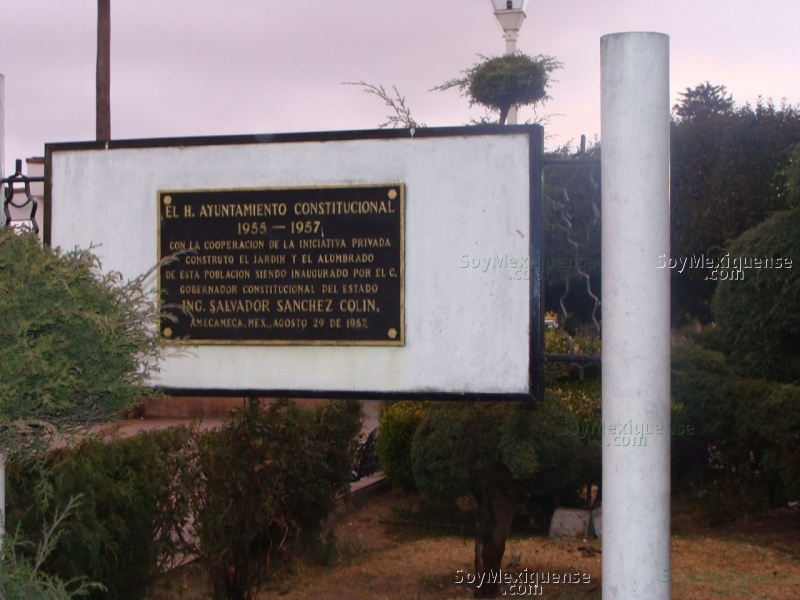 EL H. AYUNTAMIENTO CONSTITUCIONAL
1955 — 1957
CON LA COOPERACION DE LA INICIATIVA PRIVADA
CONSTRUYO EL JARDIN Y EL ALUMBRADO
DE ESTA POBLACION SIENDO INAUGURADO POR EL C,
GOBERNADOR CONSTITUCIONAL DEL ESTADO
ING. SALVADOR SANCHEZ COLIN,
AMECAMECA, MEX., AGOSTO 29 DE 1957.
SoyMexiquense
.com
SoyMexiquense
.com
SoyMexiquense
.com
SoyMexiquense
.com